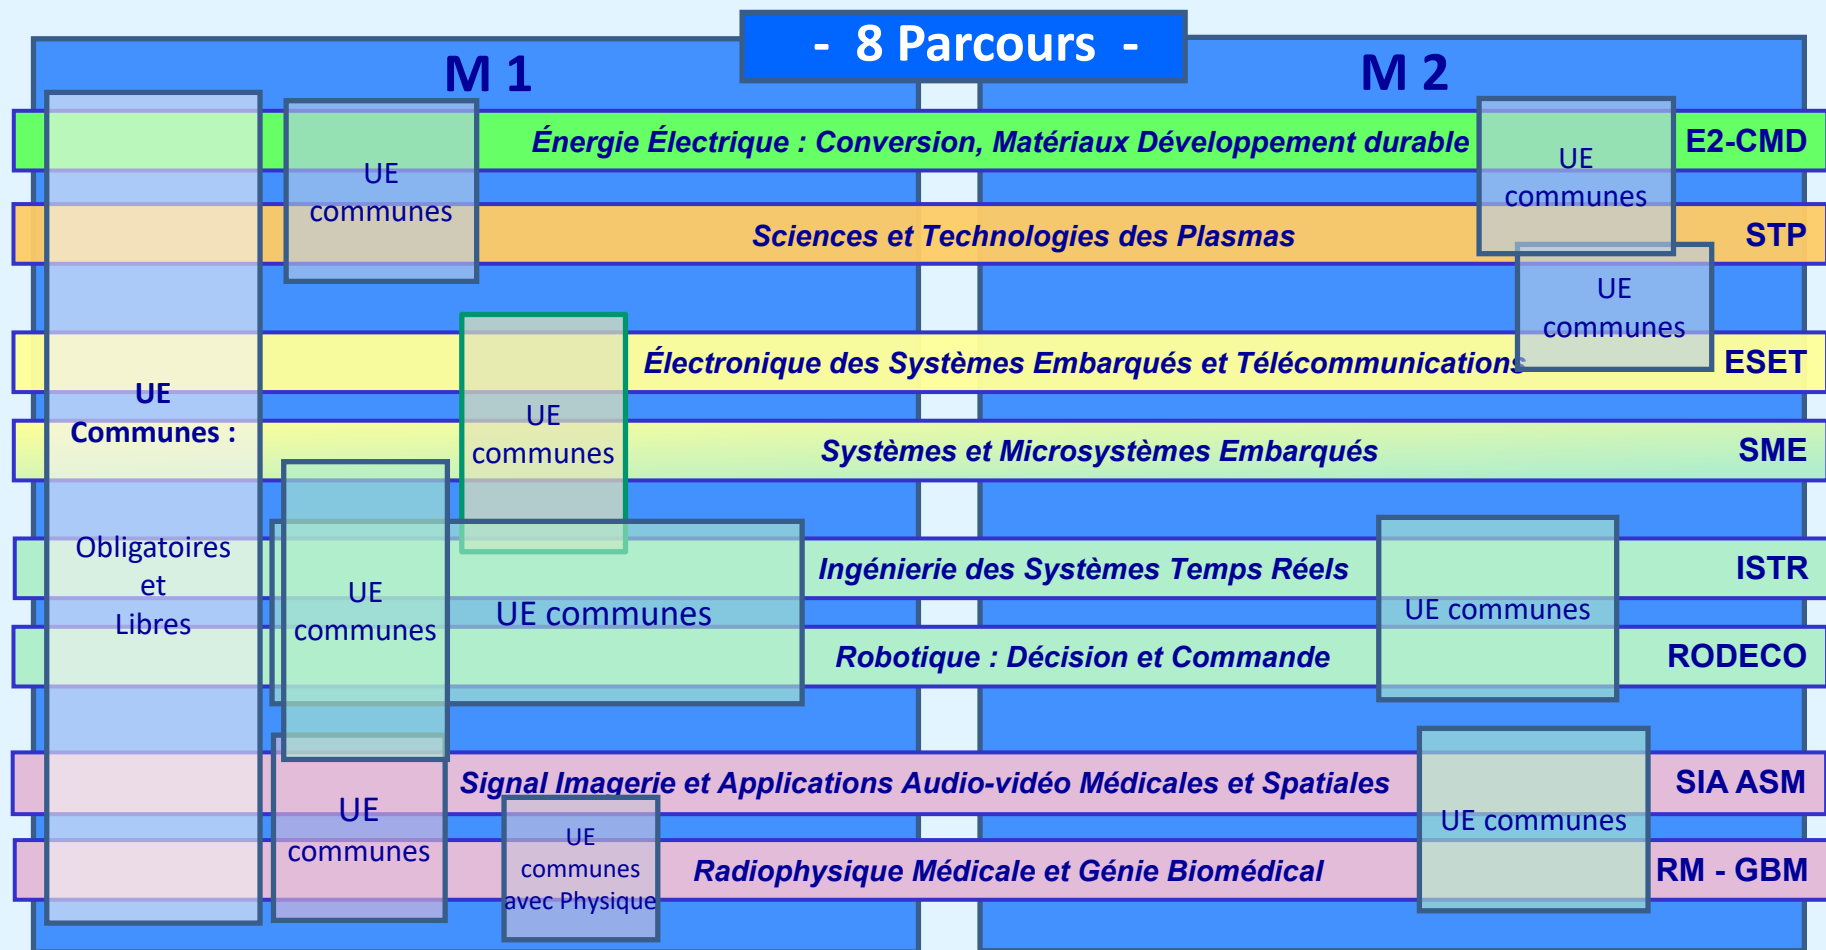 - 8 Parcours -
M 1
M 2
Énergie Électrique : Conversion, Matériaux Développement durable
E2-CMD
UE
communes
UE
communes
Sciences et Technologies des Plasmas
STP
UE
communes
Électronique des Systèmes Embarqués et Télécommunications
ESET
UE
Communes :
Obligatoires
et
Libres
UE
communes
Systèmes et Microsystèmes Embarqués
SME
Ingénierie des Systèmes Temps Réels
ISTR
UE
communes
UE communes
UE communes
Robotique : Décision et Commande
RODECO
Signal Imagerie et Applications Audio-vidéo Médicales et Spatiales
SIA ASM
UE
communes
UE
communes
avec Physique
UE communes
Radiophysique Médicale et Génie Biomédical
RM - GBM